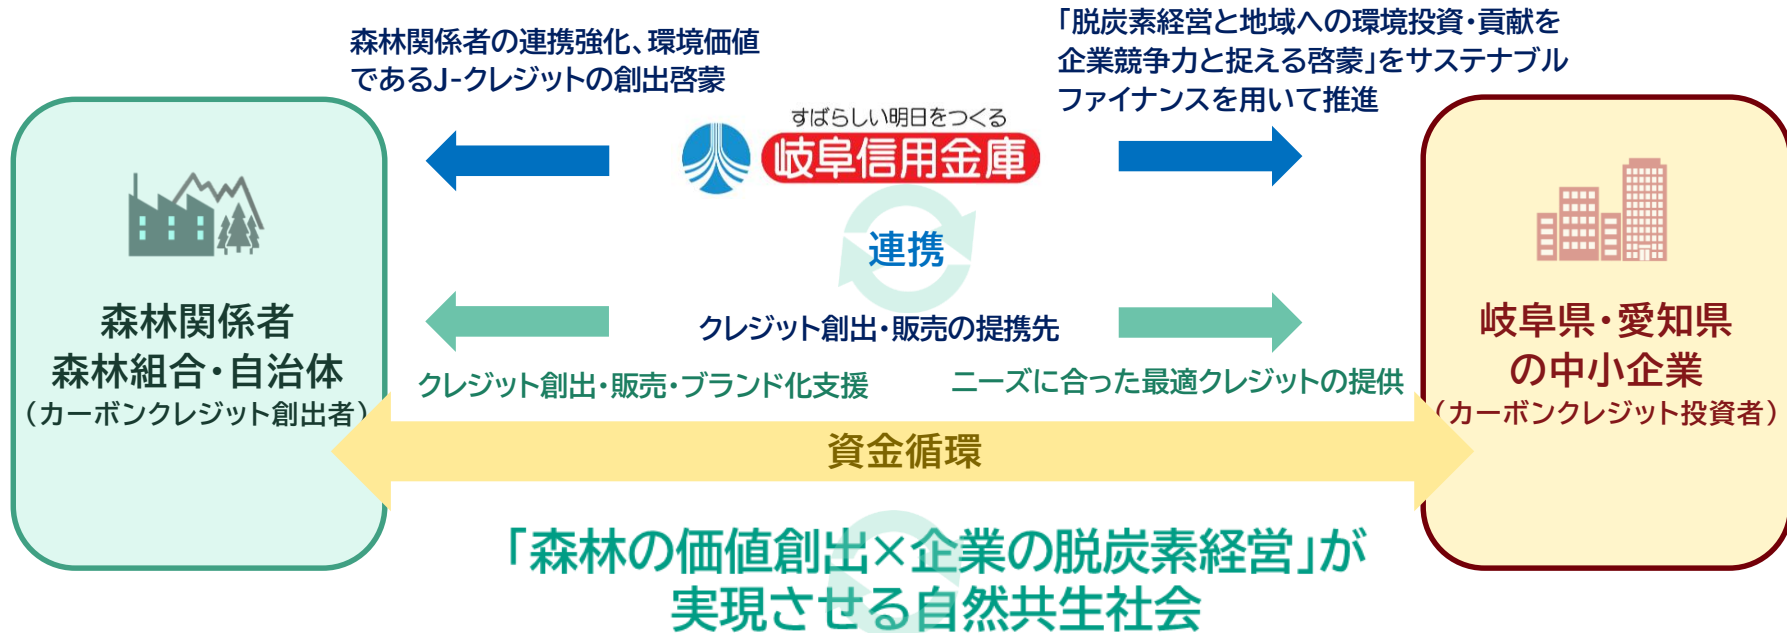 森林関係者の連携強化、環境価値
であるJ-クレジットの創出啓蒙
「脱炭素経営と地域への環境投資・貢献を
企業競争力と捉える啓蒙」をサステナブル
ファイナンスを用いて推進
すばらしい明日をつくる
岐阜信用金庫
連携
森林関係者
森林組合・自治体
(カーボンクレジット創出者)
クレジット創出・販売の提携先
クレジット創出・販売・ブランド化支援
ニーズに合った最適クレジットの提供
岐阜県・愛知県
の中小企業
(カーボンクレジット投資者)
資金循環
「森林の価値創出×企業の脱炭素経営」が
実現させる自然共生社会